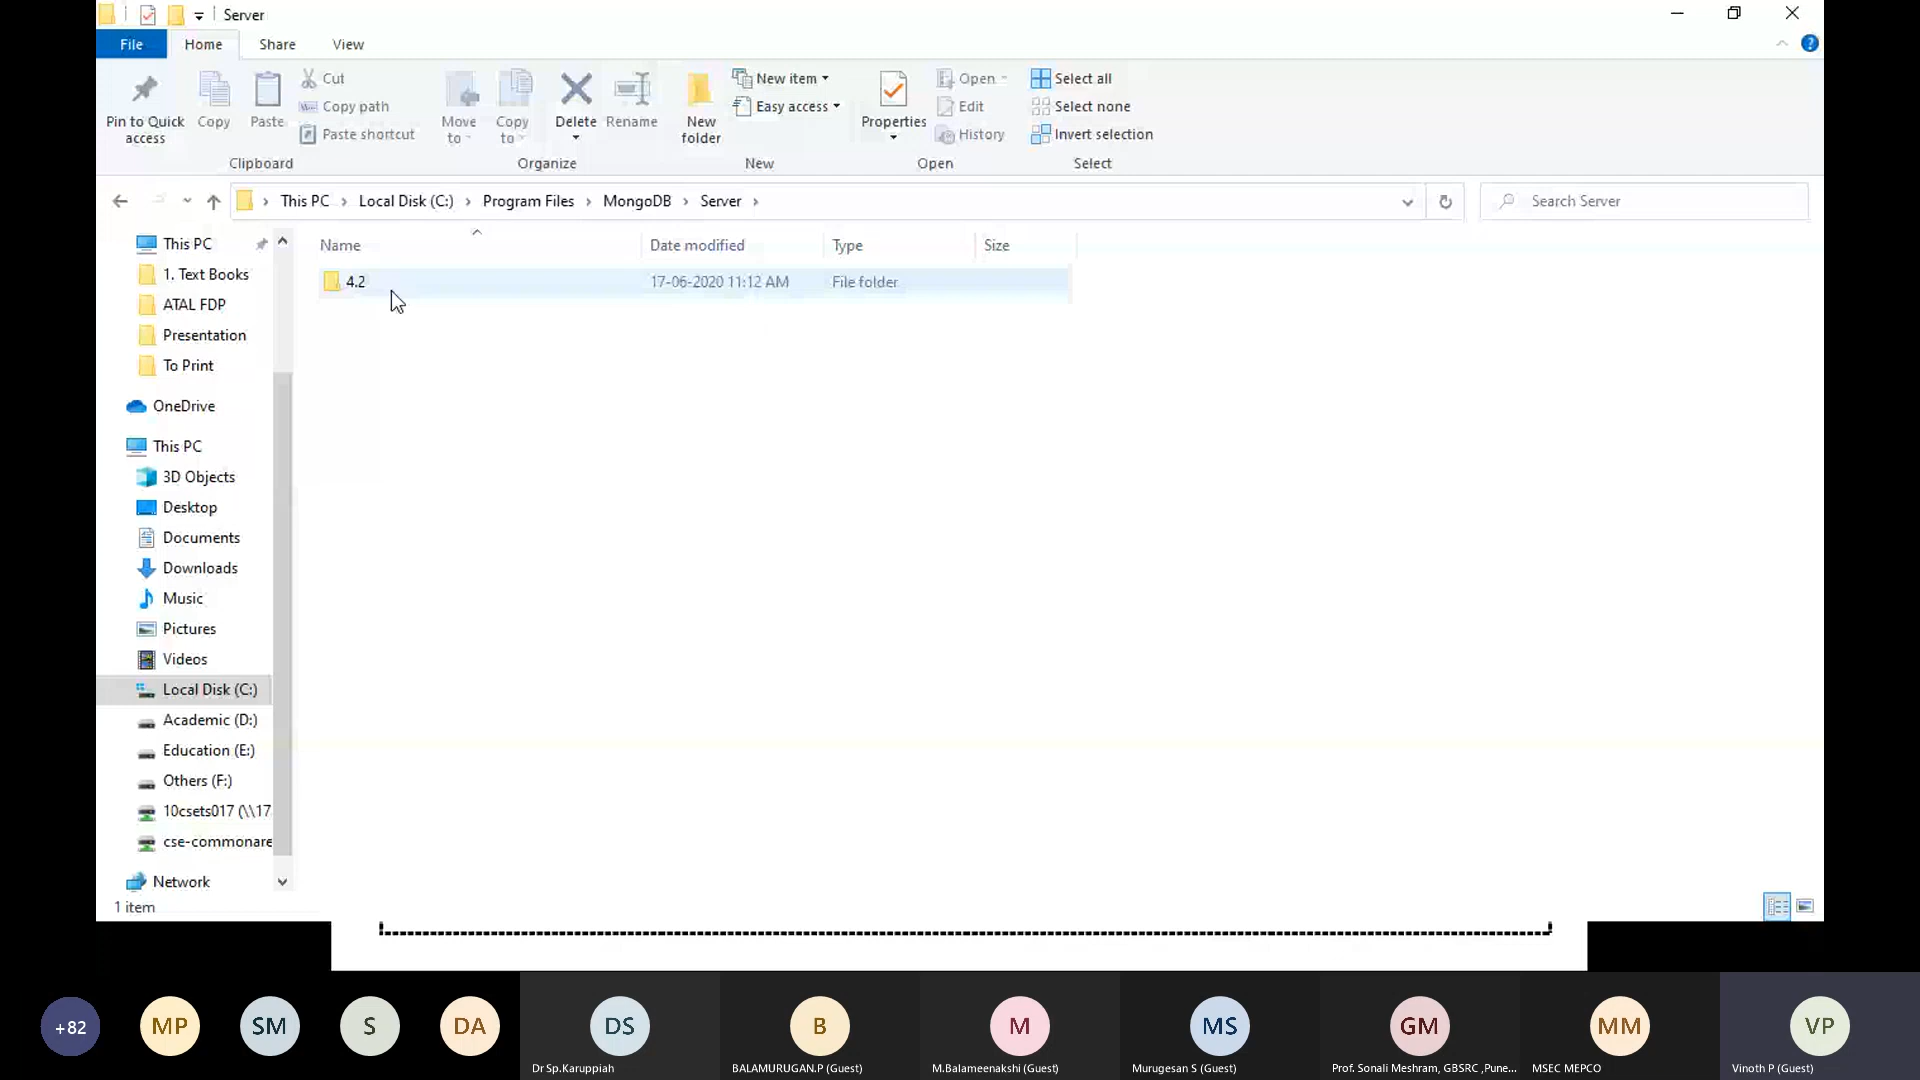 Server
File Home Share View
Pin to Quick access
Copy
Paste
Cut
Copy path
Paste shortcut
Move to
Copy to
Delete
Rename
New folder
New item
Easy access
Properties
Open
Edit
History
Select all
Select none
Invert selection
Clipboard Organize New Open Select
This PC Local Disk (C:) Program Files MongoDB Server
Search Server
Name Date modified Type Size
4.2 17-06-2020 11:12 AM File folder
This PC
1. Text Books
ATAL FDP
Presentation
To Print
OneDrive
This PC
3D Objects
Desktop
Documents
Downloads
Music
Pictures
Videos
Local Disk (C:)
Academic (D:)
Education (E:)
Others (F:)
10csets017 (\\17
cse-commonare
Network
1 item
+82 MP SM S DA DS B M MS GM MM VP
Dr Sp.Karuppiah
BALAMURUGAN.P (Guest)
M.Balameenakshi (Guest)
Murugesan S (Guest)
Prof. Sonali Meshram, GBSRC ,Pune...
MSEC MEPCO
Vinoth P (Guest)